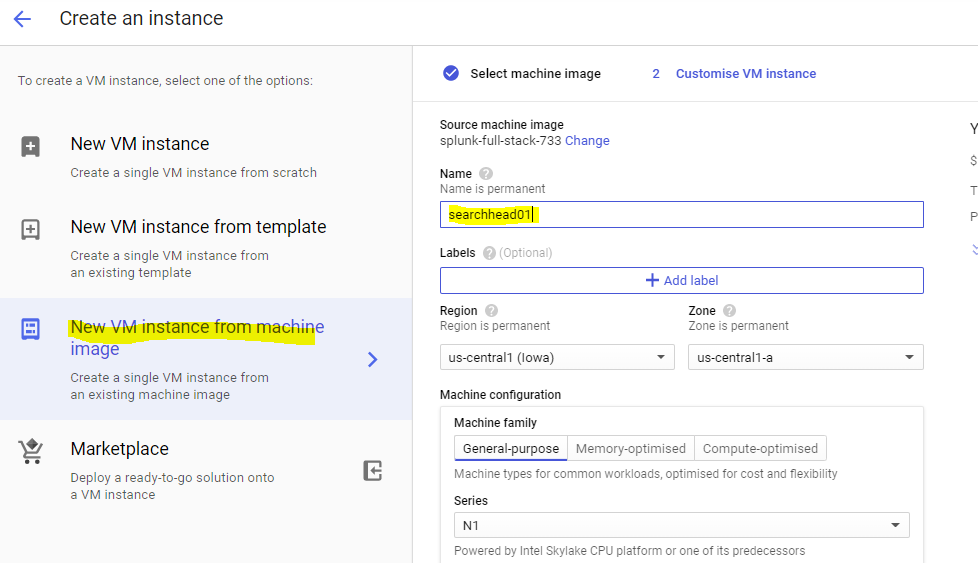 Create an instance
To create a VM instance, select one of the options:
New VM instance
Create a single VM instance from scratch
New VM instance from template
Create a single VM instance from
an existing template
New VM instance from machine
image
Create a single VM instance from
an existing machine image
Marketplace
Deploy a ready-to-go solution onto
a VM instance
Select machine image
2 Customise VM instance
Source machine image
splunk-full-stack-733 Change
Name
Name is permanent
searchhead01
Labels (Optional)
Add label
Region
Region is permanent
us-central1 (Iowa)
Zone
Zone is permanent
us-central1-a
Machine configuration
Machine family
General-purpose Memory-optimised Compute-optimised
Machine types for common workloads, optimised for cost and flexibility
Series
N1
Powered by Intel Skylake CPU platform or one of its predecessors